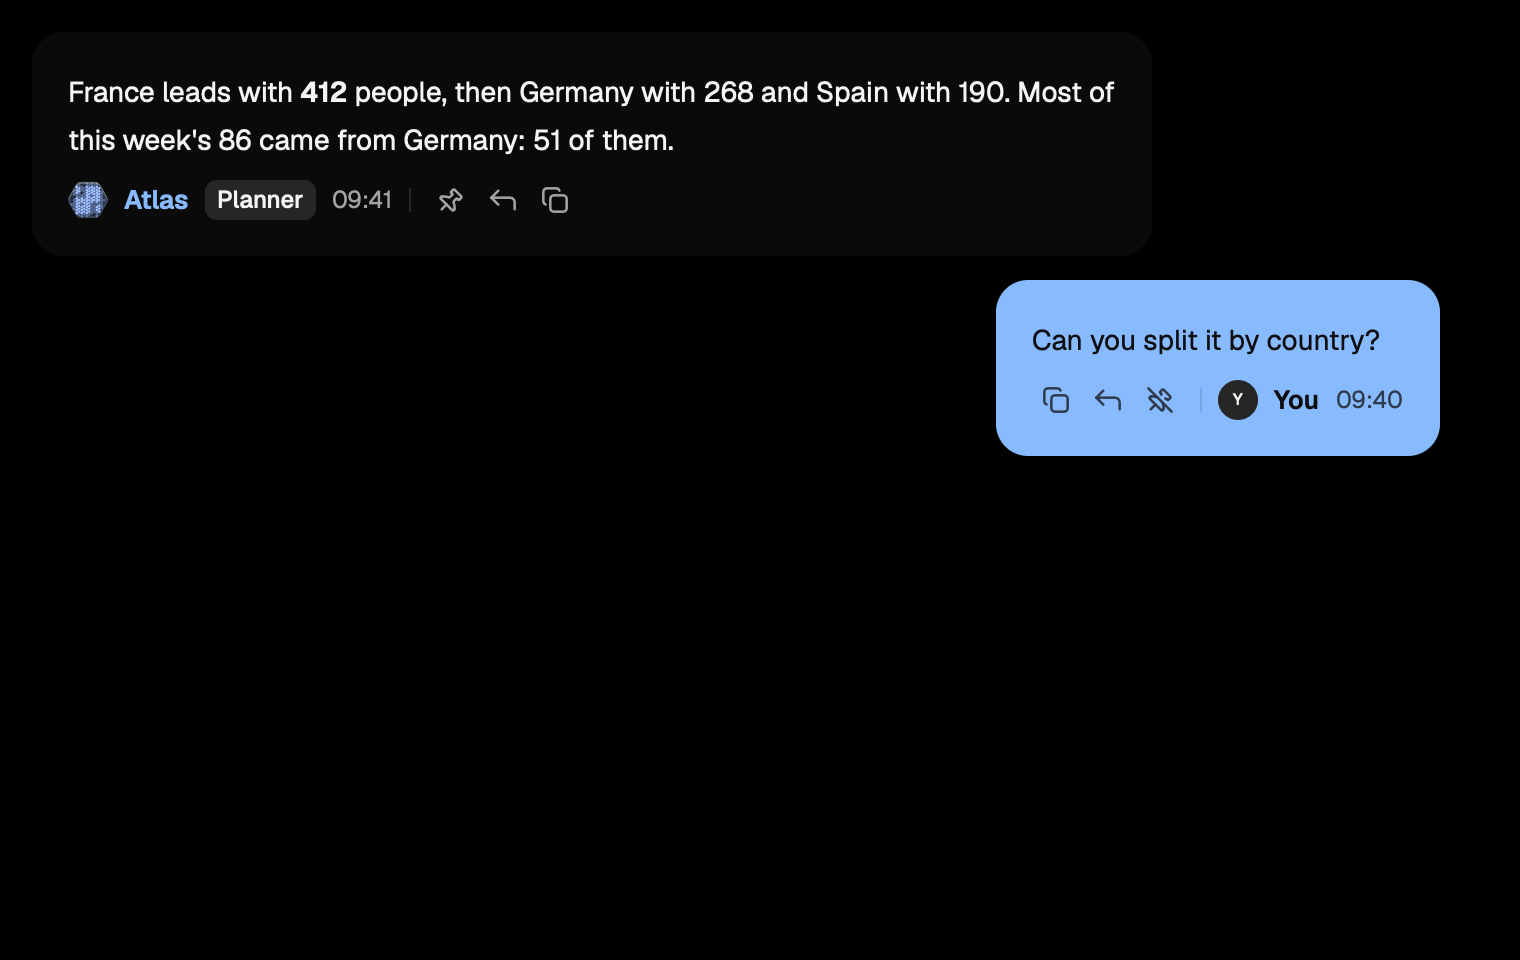 France leads with 412 people, then Germany with 268 and Spain with 190. Most of
this week's 86 came from Germany: 51 of them.
Atlas Planner 09:41
Can you split it by country?
Y You 09:40